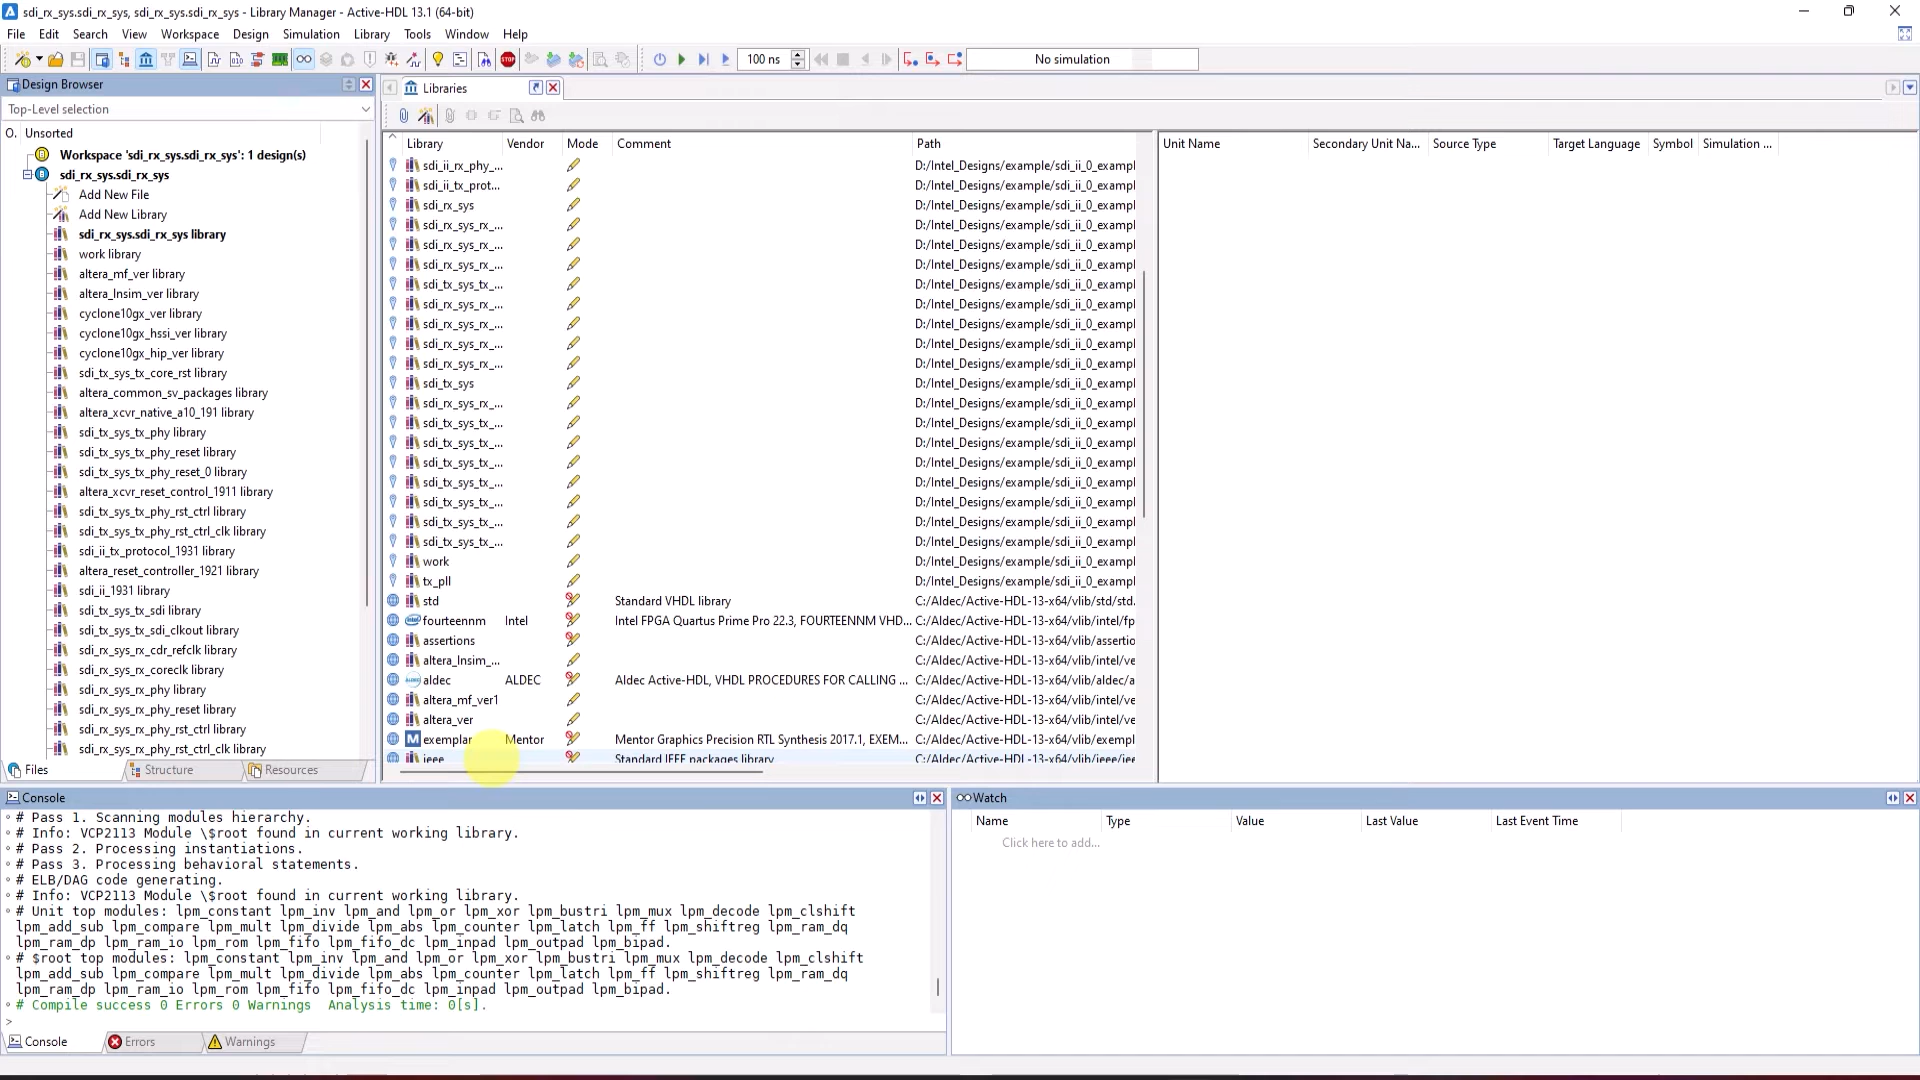 sdi_rx_sys.sdi_rx_sys, sdi_rx_sys.sdi_rx_sys - Library Manager - Active-HDL 13.1 (64-bit)
File Edit Search View Workspace Design Simulation Library Tools Window Help
STOP 100 ns No simulation
Design Browser
Top-Level selection
O. Unsorted
Workspace 'sdi_rx_sys.sdi_rx_sys': 1 design(s)
sdi_rx_sys.sdi_rx_sys
Add New File
Add New Library
sdi_rx_sys.sdi_rx_sys library
work library
altera_mf_ver library
altera_lnsim_ver library
cyclone10gx_ver library
cyclone10gx_hssi_ver library
cyclone10gx_hip_ver library
sdi_tx_sys_tx_core_rst library
altera_common_sv_packages library
altera_xcvr_native_a10_191 library
sdi_tx_sys_tx_phy library
sdi_tx_sys_tx_phy_reset library
sdi_tx_sys_tx_phy_reset_0 library
altera_xcvr_reset_control_1911 library
sdi_tx_sys_tx_phy_rst_ctrl library
sdi_tx_sys_tx_phy_rst_ctrl_clk library
sdi_ii_tx_protocol_1931 library
altera_reset_controller_1921 library
sdi_ii_1931 library
sdi_tx_sys_tx_sdi library
sdi_tx_sys_tx_sdi_clkout library
sdi_rx_sys_rx_cdr_refclk library
sdi_rx_sys_rx_coreclk library
sdi_rx_sys_rx_phy library
sdi_rx_sys_rx_phy_reset library
sdi_rx_sys_rx_phy_rst_ctrl library
sdi_rx_sys_rx_phy_rst_ctrl_clk library
Files Structure Resources
Libraries
Library Vendor Mode Comment Path
sdi_ii_rx_phy_... D:/Intel_Designs/example/sdi_ii_0_exampl
sdi_ii_tx_prot... D:/Intel_Designs/example/sdi_ii_0_exampl
sdi_rx_sys D:/Intel_Designs/example/sdi_ii_0_exampl
sdi_rx_sys_rx_... D:/Intel_Designs/example/sdi_ii_0_exampl
sdi_rx_sys_rx_... D:/Intel_Designs/example/sdi_ii_0_exampl
sdi_rx_sys_rx_... D:/Intel_Designs/example/sdi_ii_0_exampl
sdi_tx_sys_tx_... D:/Intel_Designs/example/sdi_ii_0_exampl
sdi_rx_sys_rx_... D:/Intel_Designs/example/sdi_ii_0_exampl
sdi_rx_sys_rx_... D:/Intel_Designs/example/sdi_ii_0_exampl
sdi_rx_sys_rx_... D:/Intel_Designs/example/sdi_ii_0_exampl
sdi_rx_sys_rx_... D:/Intel_Designs/example/sdi_ii_0_exampl
sdi_tx_sys D:/Intel_Designs/example/sdi_ii_0_exampl
sdi_rx_sys_rx_... D:/Intel_Designs/example/sdi_ii_0_exampl
sdi_tx_sys_tx_... D:/Intel_Designs/example/sdi_ii_0_exampl
sdi_tx_sys_tx_... D:/Intel_Designs/example/sdi_ii_0_exampl
sdi_tx_sys_tx_... D:/Intel_Designs/example/sdi_ii_0_exampl
sdi_tx_sys_tx_... D:/Intel_Designs/example/sdi_ii_0_exampl
sdi_tx_sys_tx_... D:/Intel_Designs/example/sdi_ii_0_exampl
sdi_tx_sys_tx_... D:/Intel_Designs/example/sdi_ii_0_exampl
sdi_tx_sys_tx_... D:/Intel_Designs/example/sdi_ii_0_exampl
work D:/Intel_Designs/example/sdi_ii_0_exampl
tx_pll D:/Intel_Designs/example/sdi_ii_0_exampl
std Standard VHDL library C:/Aldec/Active-HDL-13-x64/vlib/std/std.
fourteennm Intel Intel FPGA Quartus Prime Pro 22.3, FOURTEENNM VHD... C:/Aldec/Active-HDL-13-x64/vlib/intel/fp
assertions C:/Aldec/Active-HDL-13-x64/vlib/assertio
altera_lnsim_... C:/Aldec/Active-HDL-13-x64/vlib/intel/ve
aldec ALDEC Aldec Active-HDL, VHDL PROCEDURES FOR CALLING ... C:/Aldec/Active-HDL-13-x64/vlib/aldec/a
altera_mf_ver1 C:/Aldec/Active-HDL-13-x64/vlib/intel/ve
altera_ver C:/Aldec/Active-HDL-13-x64/vlib/intel/ve
M exemplar Mentor Mentor Graphics Precision RTL Synthesis 2017.1, EXEM... C:/Aldec/Active-HDL-13-x64/vlib/exempl
ieee Standard IEEE packages library C:/Aldec/Active-HDL-13-x64/vlib/ieee/iee
Unit Name Secondary Unit Na... Source Type Target Language Symbol Simulation ...
Console
# Pass 1. Scanning modules hierarchy.
# Info: VCP2113 Module \$root found in current working library.
# Pass 2. Processing instantiations.
# Pass 3. Processing behavioral statements.
# ELB/DAG code generating.
# Info: VCP2113 Module \$root found in current working library.
# Unit top modules: lpm_constant lpm_inv lpm_and lpm_or lpm_xor lpm_bustri lpm_mux lpm_decode lpm_clshift
lpm_add_sub lpm_compare lpm_mult lpm_divide lpm_abs lpm_counter lpm_latch lpm_ff lpm_shiftreg lpm_ram_dq
lpm_ram_dp lpm_ram_io lpm_rom lpm_fifo lpm_fifo_dc lpm_inpad lpm_outpad lpm_bipad.
# $root top modules: lpm_constant lpm_inv lpm_and lpm_or lpm_xor lpm_bustri lpm_mux lpm_decode lpm_clshift
lpm_add_sub lpm_compare lpm_mult lpm_divide lpm_abs lpm_counter lpm_latch lpm_ff lpm_shiftreg lpm_ram_dq
lpm_ram_dp lpm_ram_io lpm_rom lpm_fifo lpm_fifo_dc lpm_inpad lpm_outpad lpm_bipad.
# Compile success 0 Errors 0 Warnings  Analysis time: 0[s].
>
Console Errors Warnings
Watch
Name Type Value Last Value Last Event Time
Click here to add...